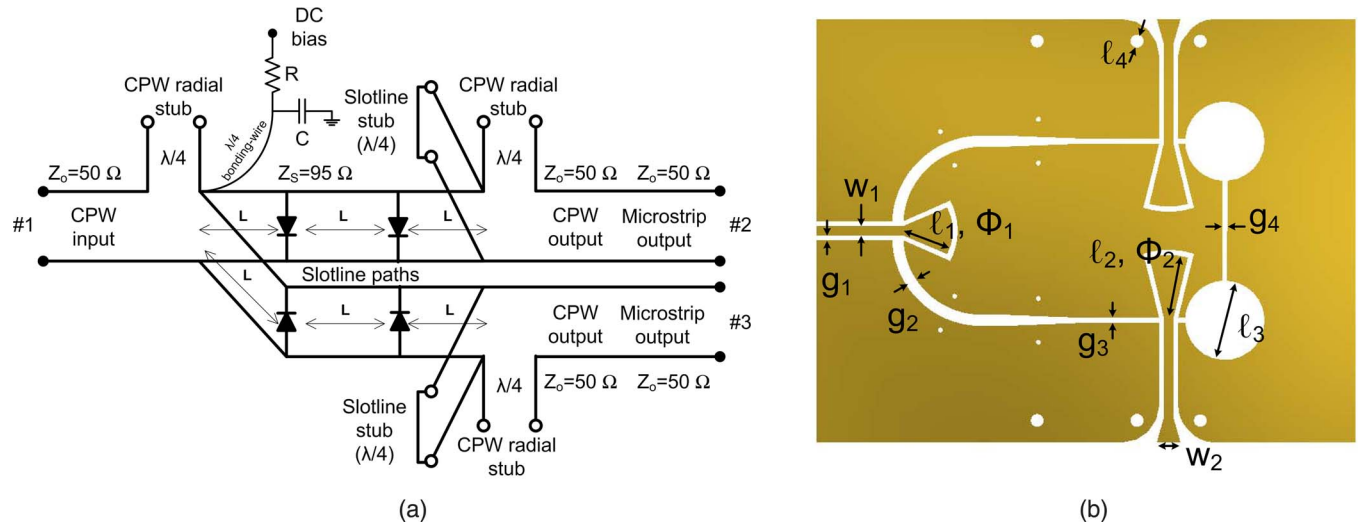 DC
bias
R
C
λ/4
bonding-wire
CPW radial
stub
λ/4
Slotline
stub
(λ/4)
CPW radial
stub
λ/4
Zo=50 Ω
ZS=95 Ω
Zo=50 Ω
Zo=50 Ω
#1
CPW
input
L
L
L
CPW
output
Microstrip
output
#2
L
Slotline paths
L
L
CPW
output
Microstrip
output
#3
λ/4
Zo=50 Ω
Zo=50 Ω
Slotline
stub
(λ/4)
CPW radial
stub
(a)
ℓ4
w1
ℓ1, Φ1
g1
g2
g3
ℓ2, Φ2
g4
ℓ3
w2
(b)